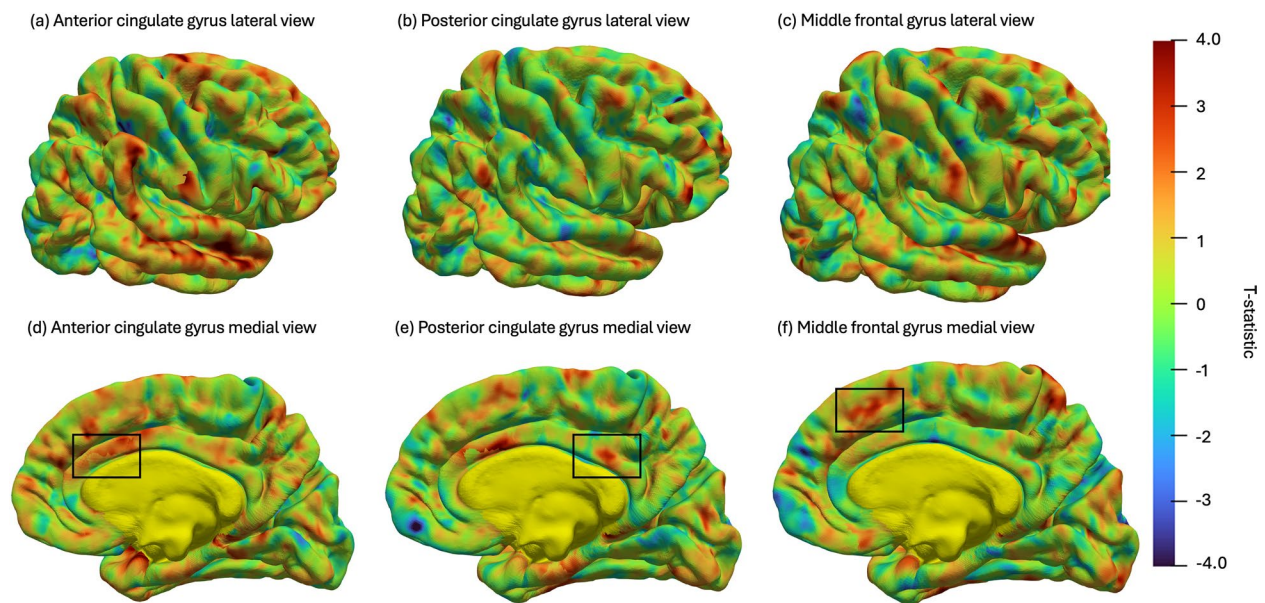 (a) Anterior cingulate gyrus lateral view
(b) Posterior cingulate gyrus lateral view
(c) Middle frontal gyrus lateral view
4.0
3
2
1
0
-1
-2
-3
-4.0
T-statistic
(d) Anterior cingulate gyrus medial view
(e) Posterior cingulate gyrus medial view
(f) Middle frontal gyrus medial view